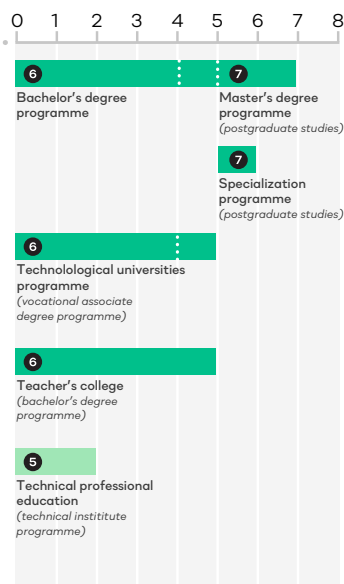 0 1 2 3 4 5 6 7 8
6 7
Bachelor's degree
programme
Master's degree
programme
(postgraduate studies)
7
Specialization
programme
(postgraduate studies)
6
Technolological universities
programme
(vocational associate
degree programme)
6
Teacher's college
(bachelor's degree
programme)
5
Technical professional
education
(technical instititute
programme)